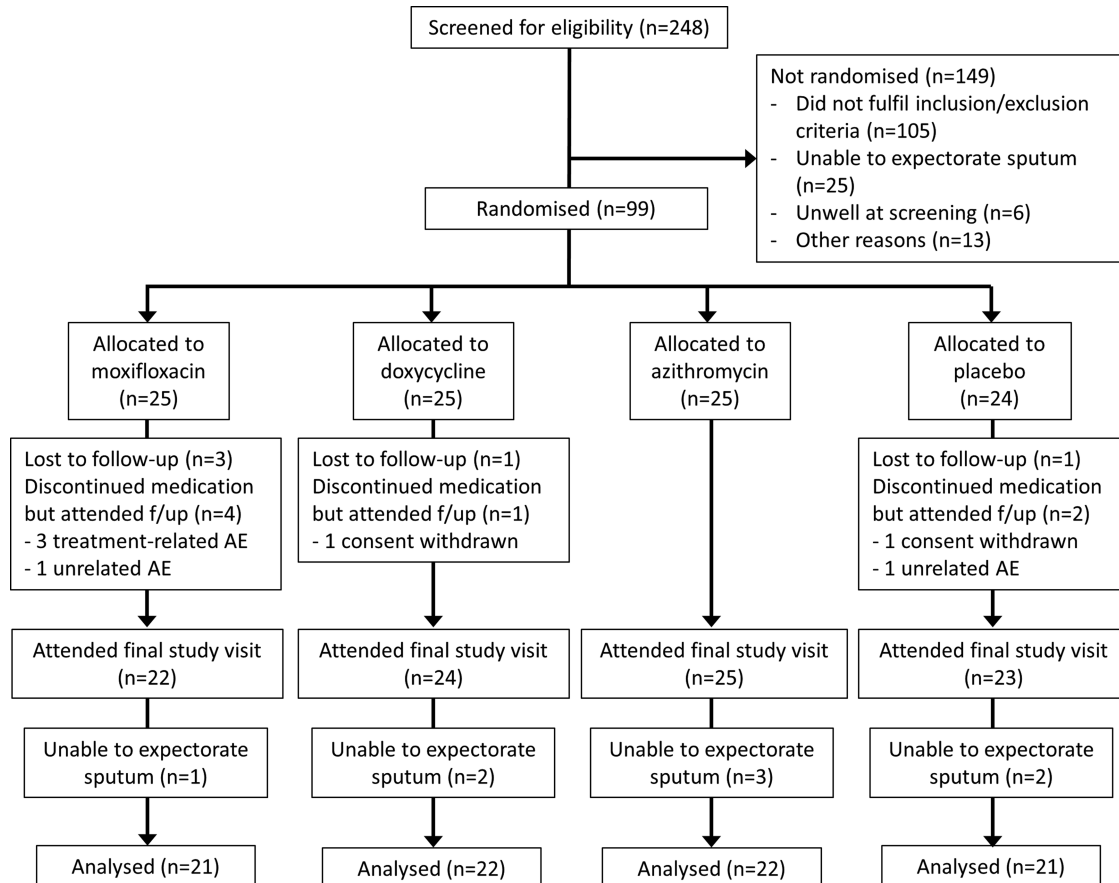 Screened for eligibility (n=248)
Not randomised (n=149)
- Did not fulfil inclusion/exclusion
criteria (n=105)
- Unable to expectorate sputum
(n=25)
- Unwell at screening (n=6)
- Other reasons (n=13)
Randomised (n=99)
Allocated to
moxifloxacin
(n=25)
Allocated to
doxycycline
(n=25)
Allocated to
azithromycin
(n=25)
Allocated to
placebo
(n=24)
Lost to follow-up (n=3)
Discontinued medication
but attended f/up (n=4)
- 3 treatment-related AE
- 1 unrelated AE
Lost to follow-up (n=1)
Discontinued medication
but attended f/up (n=1)
- 1 consent withdrawn
Lost to follow-up (n=1)
Discontinued medication
but attended f/up (n=2)
- 1 consent withdrawn
- 1 unrelated AE
Attended final study visit
(n=22)
Attended final study visit
(n=24)
Attended final study visit
(n=25)
Attended final study visit
(n=23)
Unable to expectorate
sputum (n=1)
Unable to expectorate
sputum (n=2)
Unable to expectorate
sputum (n=3)
Unable to expectorate
sputum (n=2)
Analysed (n=21)
Analysed (n=22)
Analysed (n=22)
Analysed (n=21)